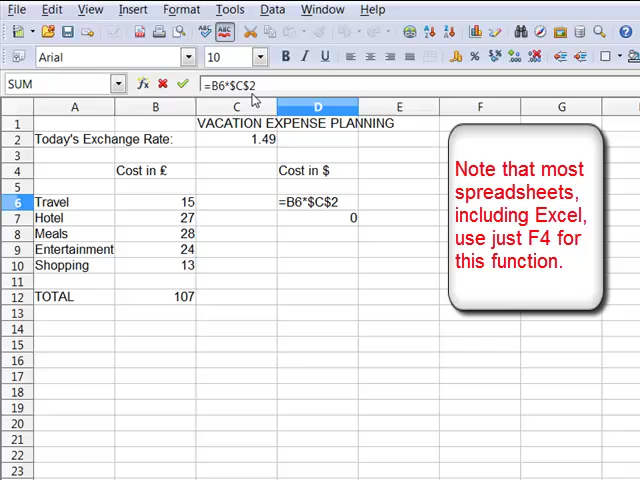 File Edit View Insert Format Tools Data Window Help
Arial 10 B I U % $% .000
SUM =B6*$C$2
A B C D E F G
1 VACATION EXPENSE PLANNING
2 Today's Exchange Rate: 1.49
3
4 Cost in £ Cost in $
5
6 Travel 15 =B6*$C$2
7 Hotel 27 0
8 Meals 28
9 Entertainment 24
10 Shopping 13
11
12 TOTAL 107
13
14
15
16
17
18
19
20
21
22
23
Note that most
spreadsheets,
including Excel,
use just F4 for
this function.